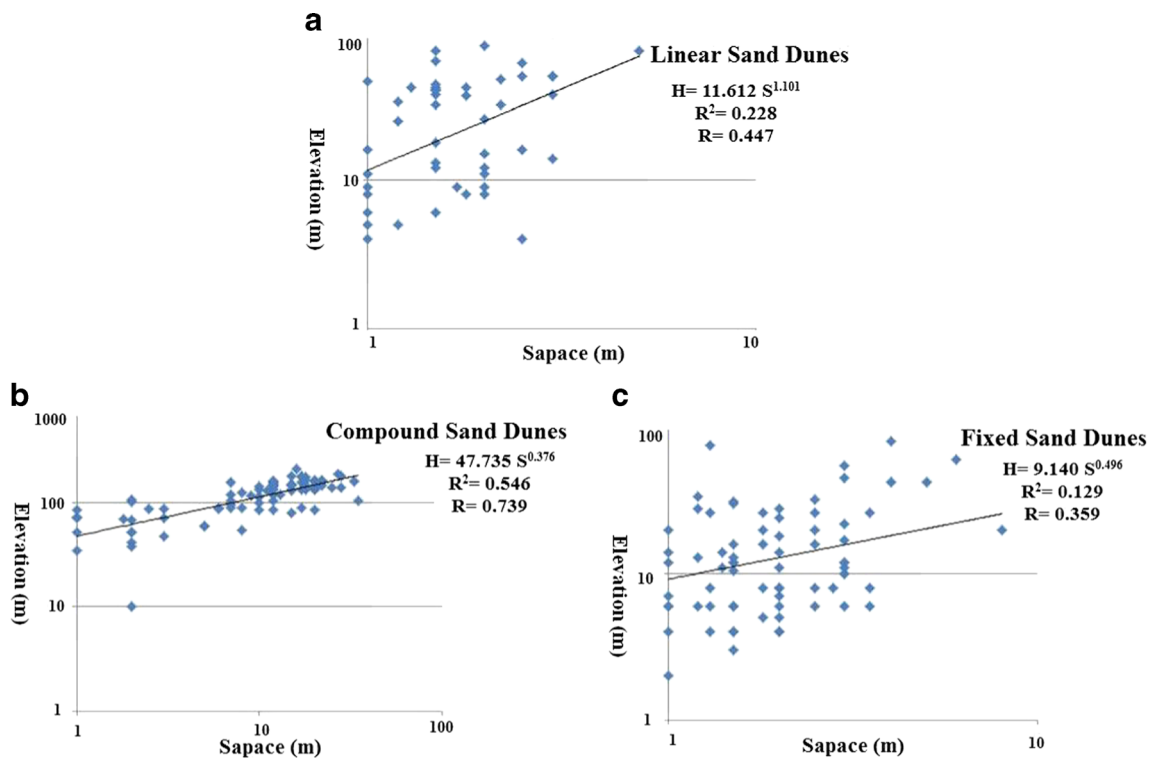 a
100
10
1
1
10
Elevation (m)
Sapace (m)
Linear Sand Dunes
H= 11.612 S1.101
R2= 0.228
R= 0.447
b
1000
100
10
1
1
10
100
Elevation (m)
Sapace (m)
Compound Sand Dunes
H= 47.735 S0.376
R2= 0.546
R= 0.739
c
100
10
1
1
10
Elevation (m)
Sapace (m)
Fixed Sand Dunes
H= 9.140 S0.496
R2= 0.129
R= 0.359